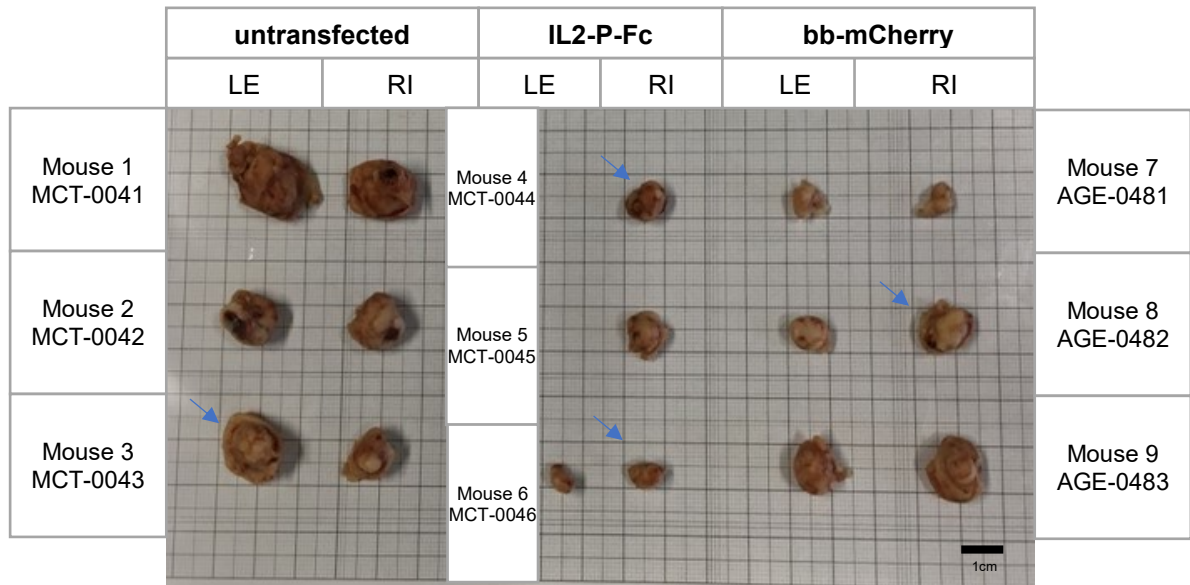 untransfected IL2-P-Fc bb-mCherry
LE RI LE RI LE RI
Mouse 1
MCT-0041
Mouse 4
MCT-0044
Mouse 7
AGE-0481
Mouse 2
MCT-0042
Mouse 5
MCT-0045
Mouse 8
AGE-0482
Mouse 3
MCT-0043
Mouse 6
MCT-0046
Mouse 9
AGE-0483
1cm